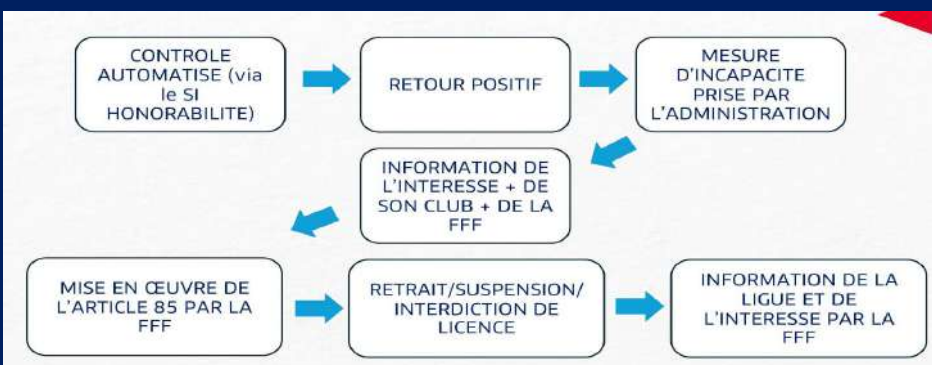 CONTROLE
AUTOMATISE (via
le SI
HONORABILITE)
RETOUR POSITIF
MESURE
D'INCAPACITE
PRISE PAR
L'ADMINISTRATION
INFORMATION DE
L'INTERESSE + DE
SON CLUB + DE LA
FFF
MISE EN ŒUVRE DE
L'ARTICLE 85 PAR LA
FFF
RETRAIT/SUSPENSION/
INTERDICTION DE
LICENCE
INFORMATION DE LA
LIGUE ET DE
L'INTERESSE PAR LA
FFF